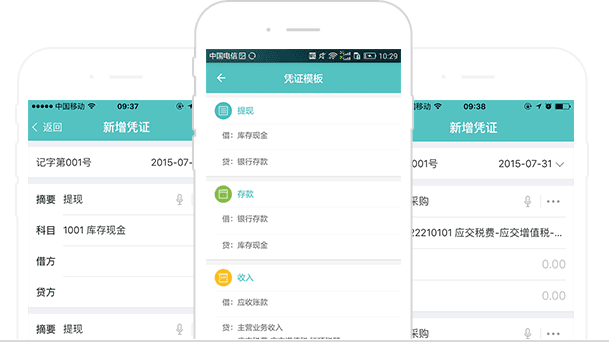 中国移动 09:37
返回 新增凭证
记字第001号 2015-07-
摘要 提现
科目 1001 库存现金
借方
贷方
摘要 提现
中国电信 10:29
凭证模板
提现
借：库存现金
贷：银行存款
存款
借：银行存款
贷：库存现金
收入
借：应收账款
贷：主营业务收入
中国移动 09:38
新增凭证
001号 2015-07-31
采购
22210101 应交税费-应交增值税-...
0.00
0.00
采购